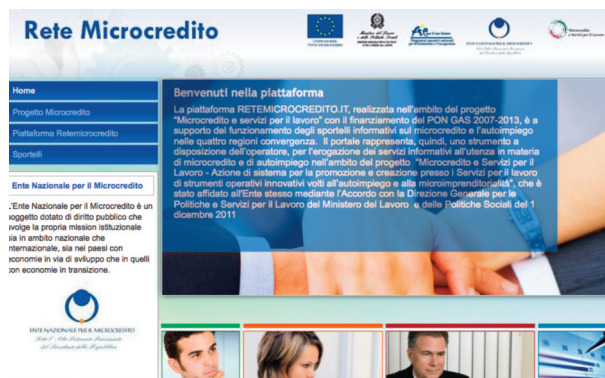 Rete Microcredito
Home
Progetto Microcredito
Piattaforma Retemicrocredito
Sportelli
Ente Nazionale per il Microcredito
L'Ente Nazionale per il Microcredito è un
soggetto dotato di diritto pubblico che
svolge la propria mission istituzionale
sia in ambito nazionale che
internazionale, sia nei paesi con
economie in via di sviluppo che in quelli
con economie in transizione.
ENTE NAZIONALE PER IL MICROCREDITO
Benvenuti nella piattaforma
La piattaforma RETEMICROCREDITO.IT, realizzata nell'ambito del progetto
"Microcredito e servizi per il lavoro" con il finanziamento del PON GAS 2007-2013, è a
supporto del funzionamento degli sportelli informativi sul microcredito e l'autoimpiego
nelle quattro regioni convergenza. Il portale rappresenta, quindi, uno strumento a
disposizione dell'operatore, per l'erogazione dei servizi informativi all'utenza in materia
di microcredito e di autoimpiego nell'ambito del progetto "Microcredito e Servizi per il
Lavoro - Azione di sistema per la promozione e creazione presso i Servizi per il lavoro
di strumenti operativi innovativi volti all'autoimpiego e alla microimprenditorialità", che è
stato affidato all'Ente stesso mediante l'Accordo con la Direzione Generale per le
Politiche e Servizi per il Lavoro del Ministero del Lavoro e delle Politiche Sociali del 1
dicembre 2011